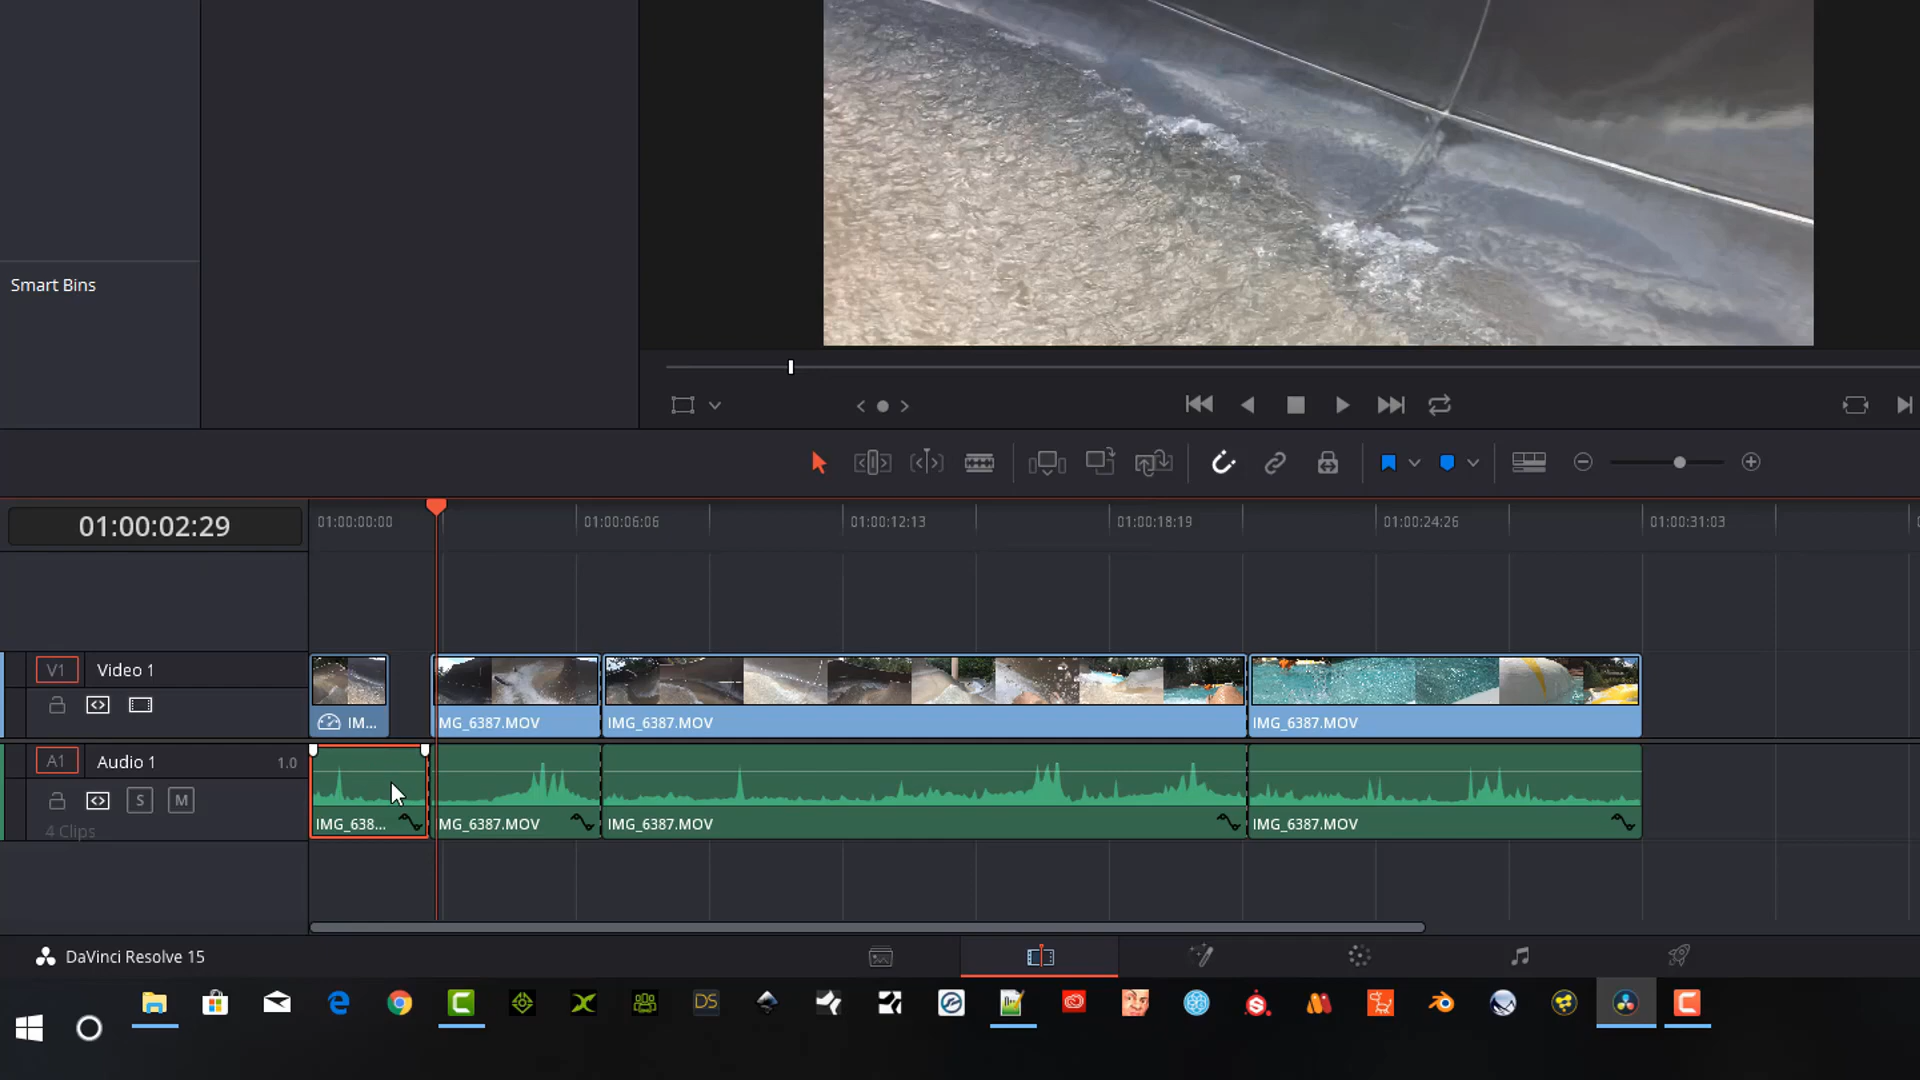 Smart Bins
01:00:02:29
01:00:00:00
01:00:06:06
01:00:12:13
01:00:18:19
01:00:24:26
01:00:31:03
V1
Video 1
IM...
MG_6387.MOV
IMG_6387.MOV
IMG_6387.MOV
A1
Audio 1
1.0
S
M
4 Clips
IMG_638...
MG_6387.MOV
IMG_6387.MOV
IMG_6387.MOV
DaVinci Resolve 15
DS